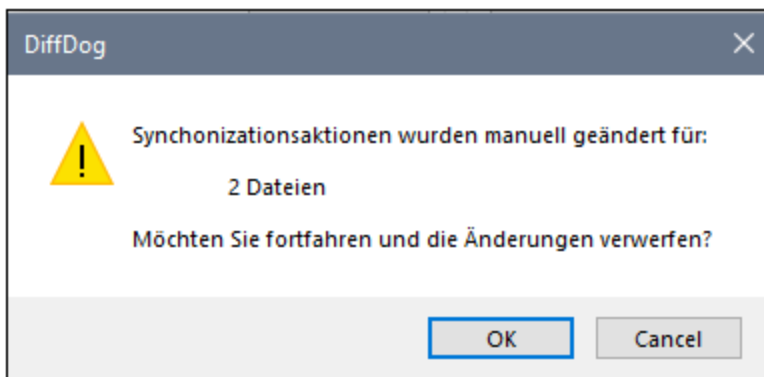 DiffDog
Synchonizationsaktionen wurden manuell geändert für:
2 Dateien
Möchten Sie fortfahren und die Änderungen verwerfen?
OK
Cancel